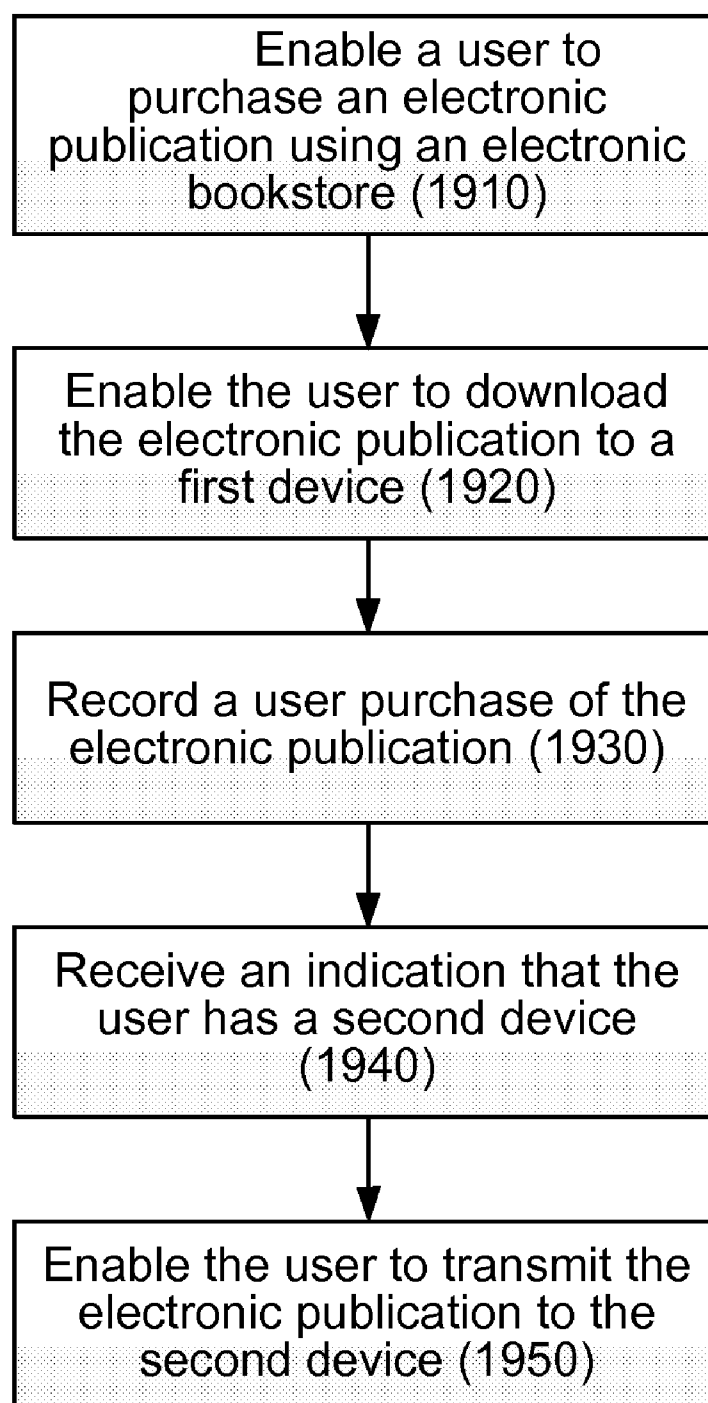 Enable a user to
purchase an electronic
publication using an electronic
bookstore (1910)
Enable the user to download
the electronic publication to a
first device (1920)
Record a user purchase of the
electronic publication (1930)
Receive an indication that the
user has a second device
(1940)
Enable the user to transmit the
electronic publication to the
second device (1950)